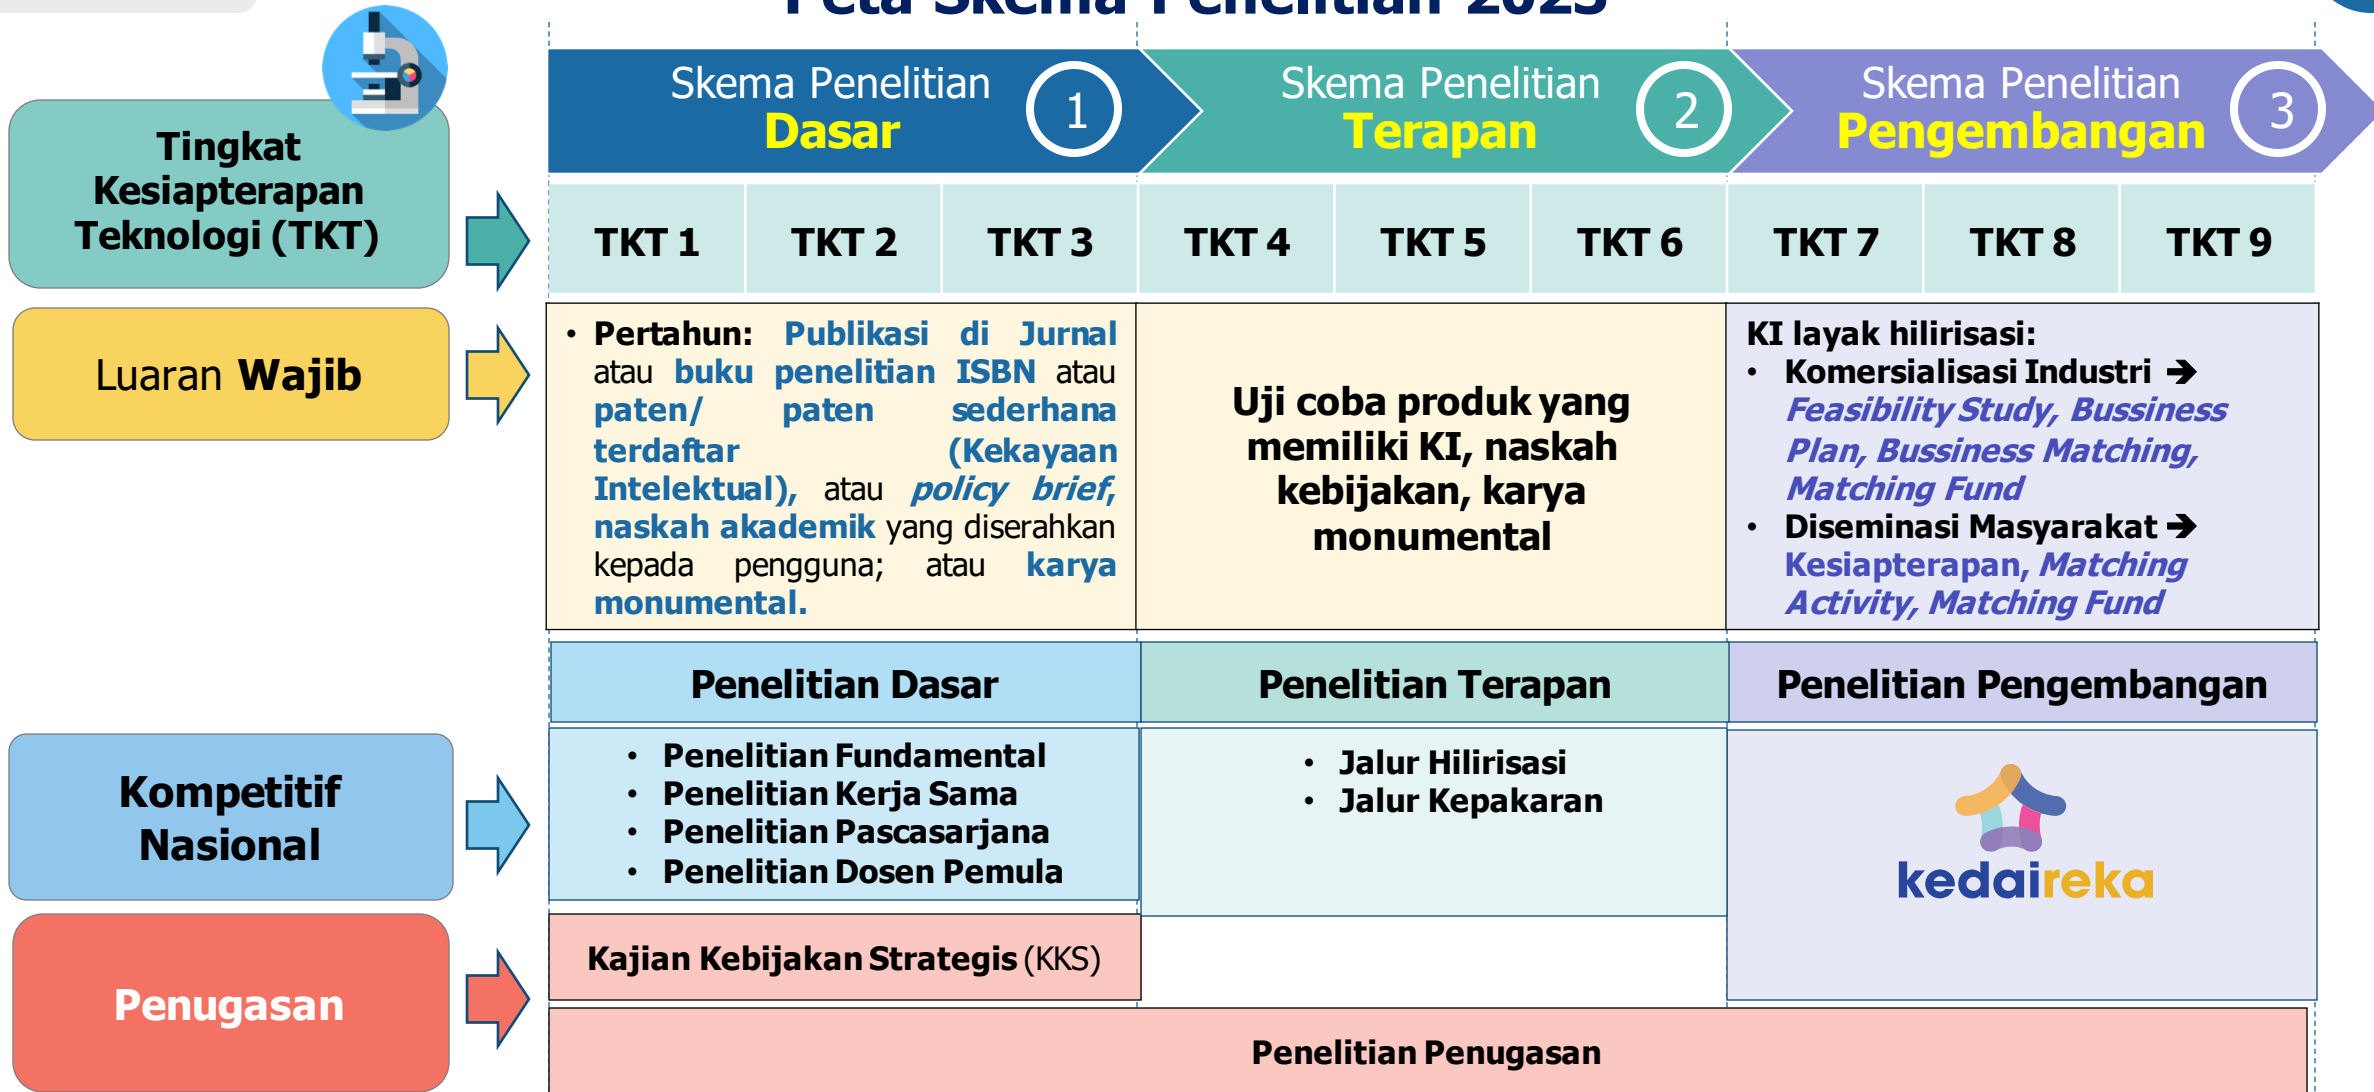 Peta Skema Penelitian 2023
Skema Penelitian
Dasar
1
Skema Penelitian
Terapan
2
Skema Penelitian
Pengembangan
3
Tingkat
Kesiapterapan
Teknologi (TKT)
TKT 1
TKT 2
TKT 3
TKT 4
TKT 5
TKT 6
TKT 7
TKT 8
TKT 9
Luaran Wajib
• Pertahun: Publikasi di Jurnal
atau buku penelitian ISBN atau
paten/ paten sederhana
terdaftar (Kekayaan
Intelektual), atau policy brief,
naskah akademik yang diserahkan
kepada pengguna; atau karya
monumental.
Uji coba produk yang
memiliki KI, naskah
kebijakan, karya
monumental
KI layak hilirisasi:
• Komersialisasi Industri ➔
Feasibility Study, Bussiness
Plan, Bussiness Matching,
Matching Fund
• Diseminasi Masyarakat ➔
Kesiapterapan, Matching
Activity, Matching Fund
Penelitian Dasar
Penelitian Terapan
Penelitian Pengembangan
Kompetitif
Nasional
• Penelitian Fundamental
• Penelitian Kerja Sama
• Penelitian Pascasarjana
• Penelitian Dosen Pemula
• Jalur Hilirisasi
• Jalur Kepakaran
kedaireka
Penugasan
Kajian Kebijakan Strategis (KKS)
Penelitian Penugasan